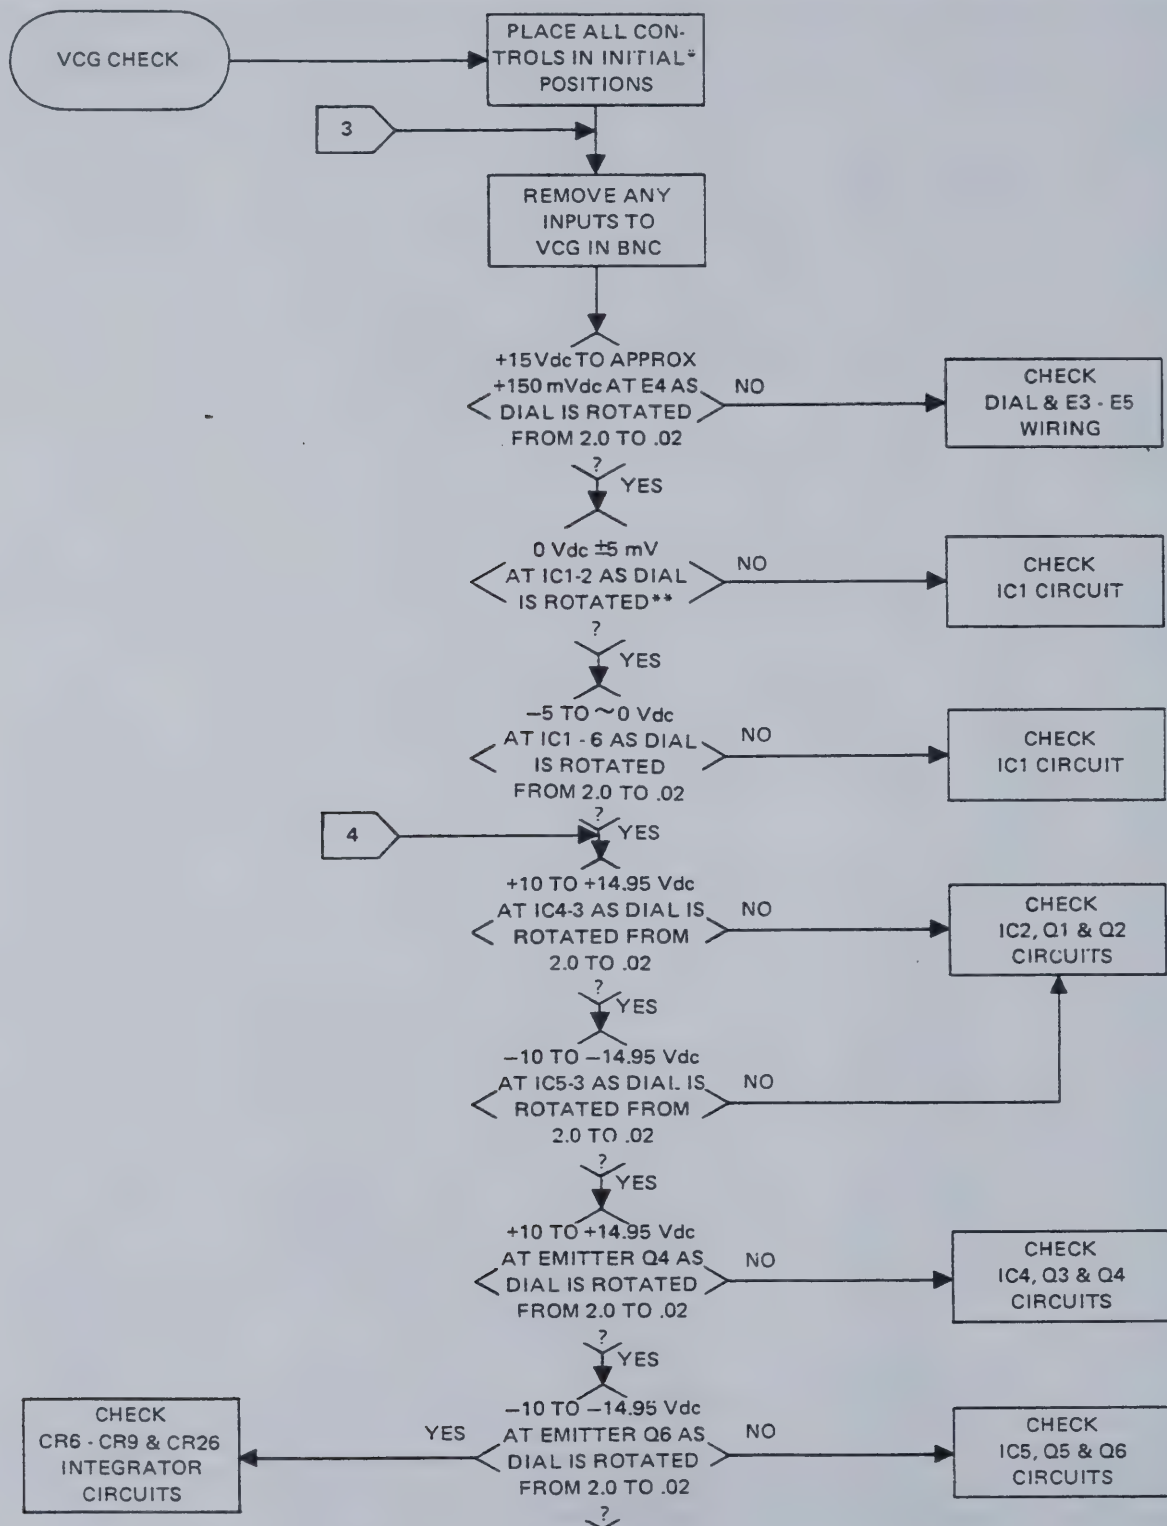 VCG CHECK
PLACE ALL CON-
TROLS IN INITIAL*
POSITIONS
3
REMOVE ANY
INPUTS TO
VCG IN BNC
+15 Vdc TO APPROX
+150 mVdc AT E4 AS
DIAL IS ROTATED
FROM 2.0 TO .02
?
NO
CHECK
DIAL & E3 - E5
WIRING
YES
0 Vdc ±5 mV
AT IC1-2 AS DIAL
IS ROTATED**
?
NO
CHECK
IC1 CIRCUIT
YES
−5 TO ~0 Vdc
AT IC1 - 6 AS DIAL
IS ROTATED
FROM 2.0 TO .02
?
NO
CHECK
IC1 CIRCUIT
YES
4
+10 TO +14.95 Vdc
AT IC4-3 AS DIAL IS
ROTATED FROM
2.0 TO .02
?
NO
CHECK
IC2, Q1 & Q2
CIRCUITS
YES
−10 TO −14.95 Vdc
AT IC5-3 AS DIAL IS
ROTATED FROM
2.0 TO .02
?
NO
YES
+10 TO +14.95 Vdc
AT EMITTER Q4 AS
DIAL IS ROTATED
FROM 2.0 TO .02
?
NO
CHECK
IC4, Q3 & Q4
CIRCUITS
YES
−10 TO −14.95 Vdc
AT EMITTER Q6 AS
DIAL IS ROTATED
FROM 2.0 TO .02
?
YES
CHECK
CR6 - CR9 & CR26
INTEGRATOR
CIRCUITS
NO
CHECK
IC5, Q5 & Q6
CIRCUITS